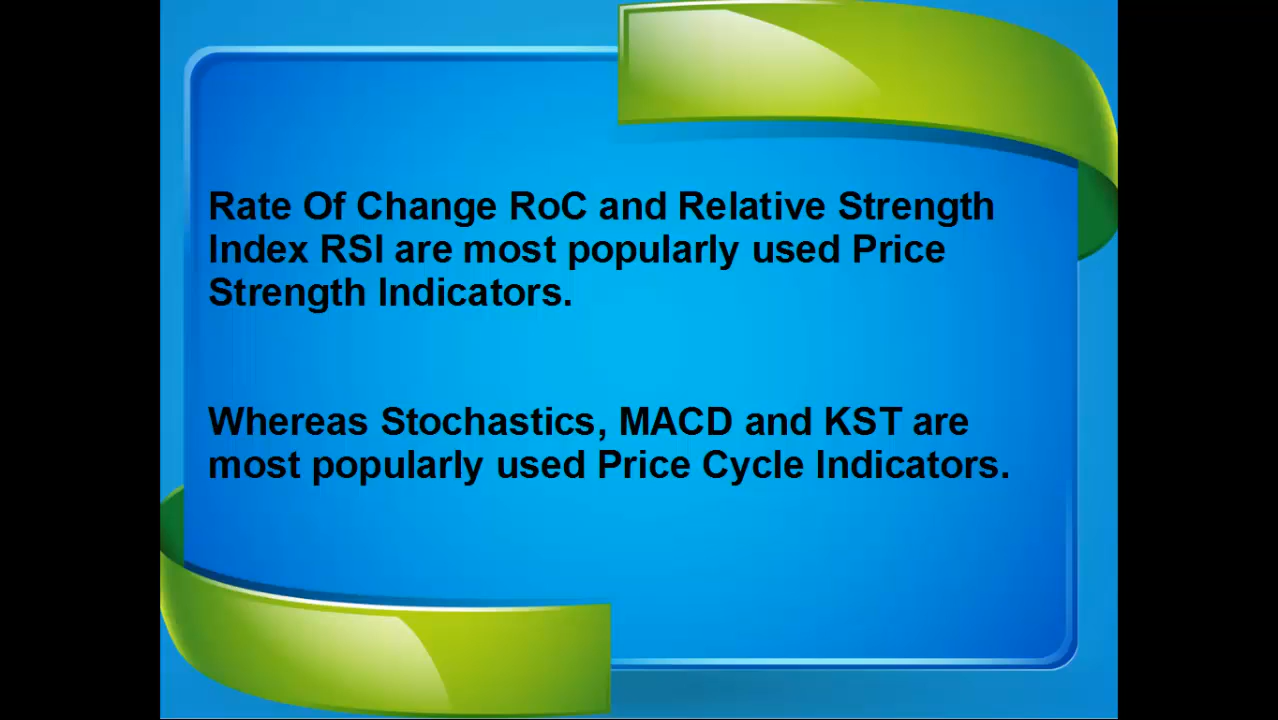 Rate Of Change RoC and Relative Strength
Index RSI are most popularly used Price
Strength Indicators.
Whereas Stochastics, MACD and KST are
most popularly used Price Cycle Indicators.